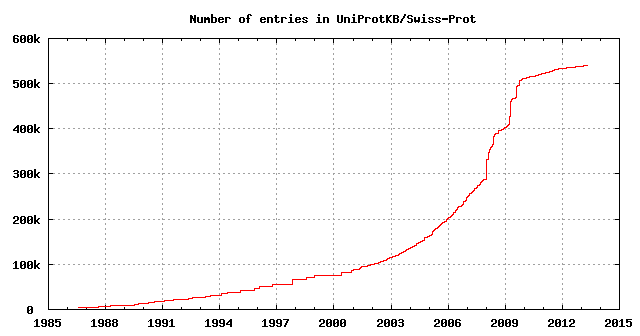 Number of entries in UniProtKB/Swiss-Prot
600k
500k
400k
300k
200k
100k
0
1985 1988 1991 1994 1997 2000 2003 2006 2009 2012 2015